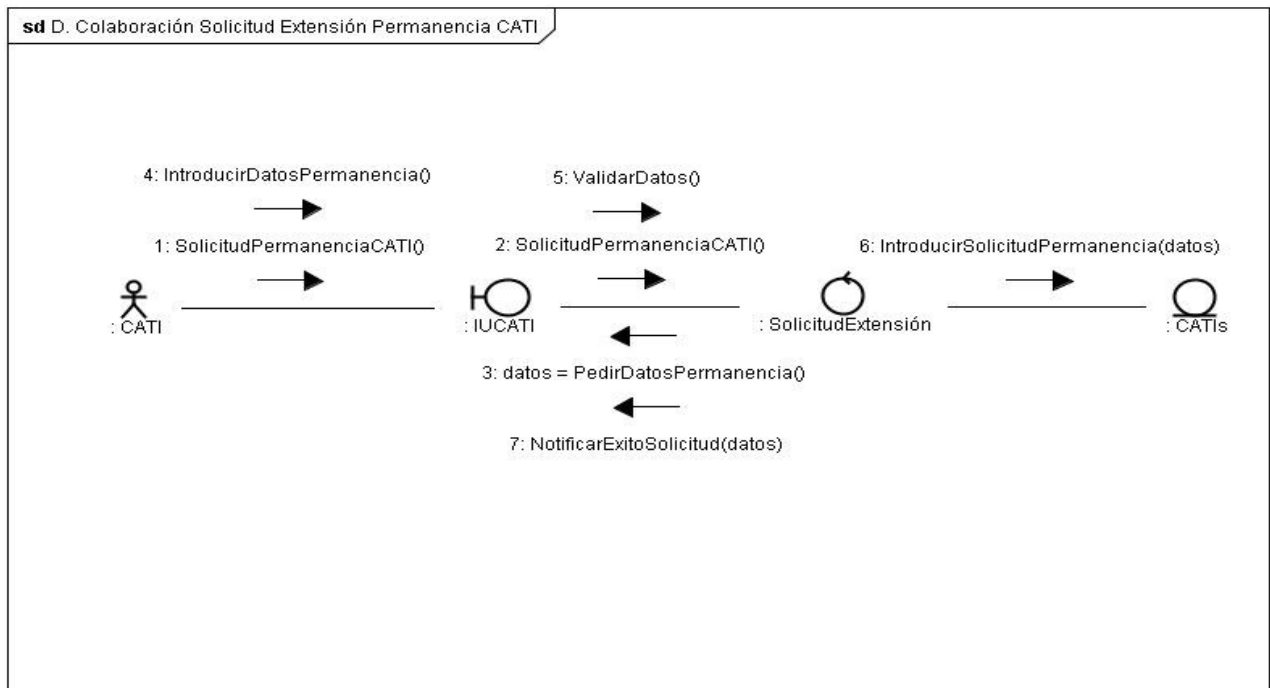 sd D. Colaboración Solicitud Extensión Permanencia CATI
4: IntroducirDatosPermanencia()
5: ValidarDatos()
1: SolicitudPermanenciaCATI()
2: SolicitudPermanenciaCATI()
6: IntroducirSolicitudPermanencia(datos)
: CATI
: IUCATI
: SolicitudExtensión
: CATIs
3: datos = PedirDatosPermanencia()
7: NotificarExitoSolicitud(datos)